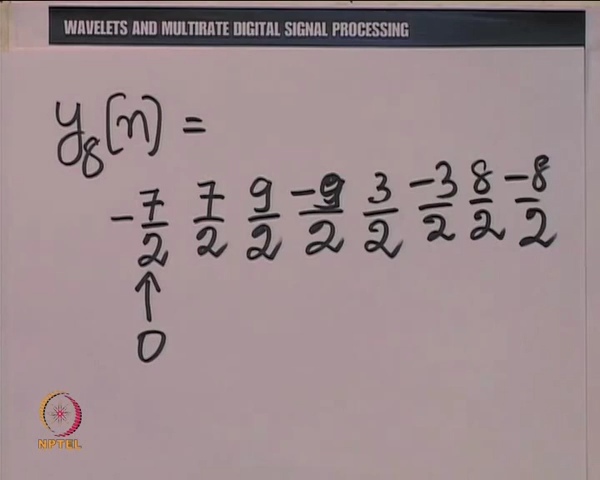 WAVELETS AND MULTIRATE DIGITAL SIGNAL PROCESSING
y₈[n] =
-7/2 7/2 9/2 -9/2 3/2 -3/2 8/2 -8/2
↑
0
NPTEL